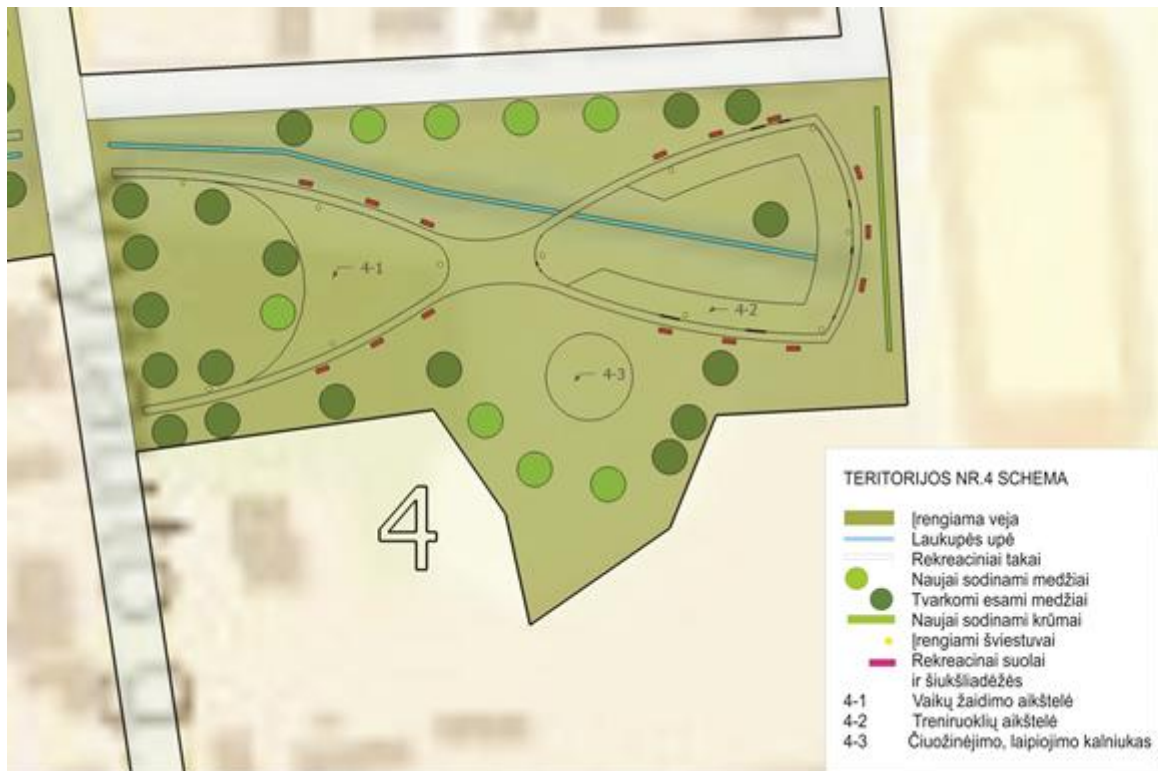 4-1
4-2
4-3
4
TERITORIJOS NR.4 SCHEMA
Įrengiama veja
Laukupės upė
Rekreaciniai takai
Naujai sodinami medžiai
Tvarkomi esami medžiai
Naujai sodinami krūmai
Įrengiami šviestuvai
Rekreacinai suolai
ir šiukšliadėžės
4-1 Vaikų žaidimo aikštelė
4-2 Treniruoklių aikštelė
4-3 Čiuožinėjimo, laipiojimo kalniukas